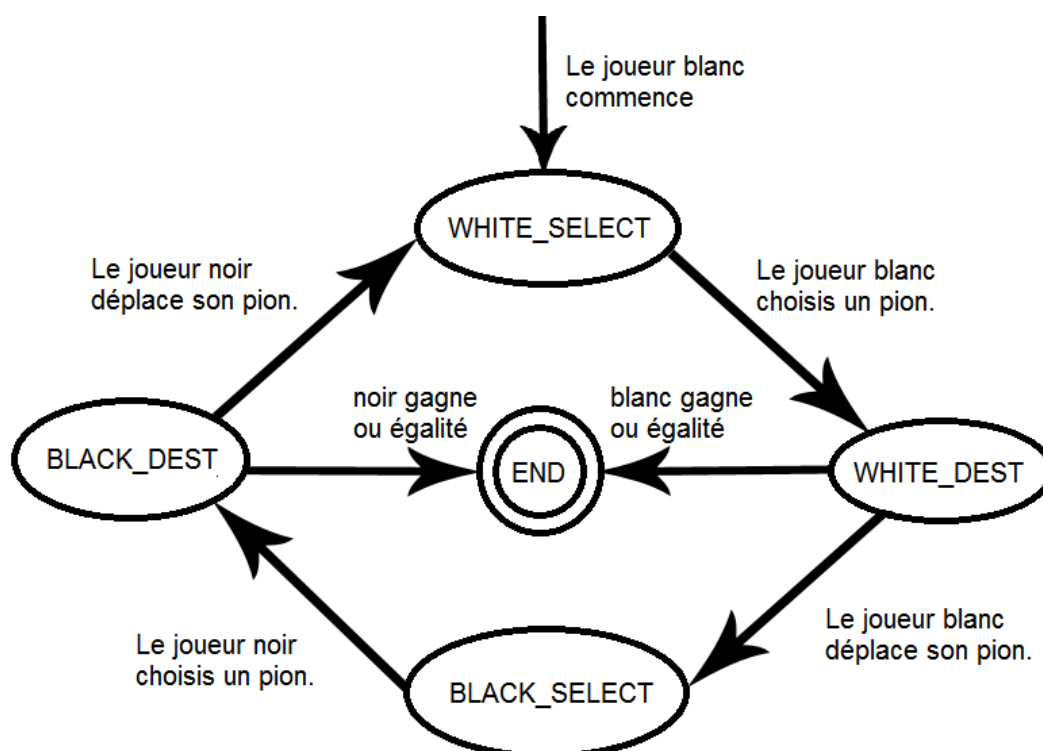 Le joueur blanc
commence
WHITE_SELECT
Le joueur noir
déplace son pion.
Le joueur blanc
choisis un pion.
noir gagne
ou égalité
blanc gagne
ou égalité
BLACK_DEST
END
WHITE_DEST
Le joueur noir
choisis un pion.
Le joueur blanc
déplace son pion.
BLACK_SELECT